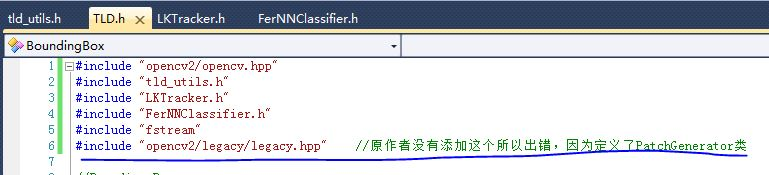 tld_utils.h TLD.h LKTracker.h FerNNClassifier.h
BoundingBox
1 #include "opencv2/opencv.hpp"
2 #include "tld_utils.h"
3 #include "LKTracker.h"
4 #include "FerNNClassifier.h"
5 #include "fstream"
6 #include "opencv2/legacy/legacy.hpp" //原作者没有添加这个所以出错，因为定义了PatchGenerator类
7